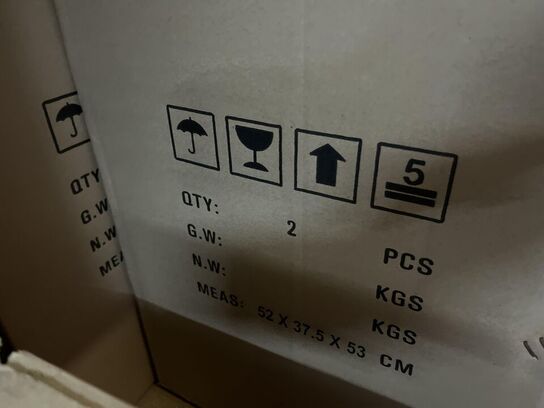 5
QTY: 2 PCS
G.W: KGS
N.W: KGS
MEAS: 52 X 37.5 X 53 CM
QTY
G.W
N.W
MEA